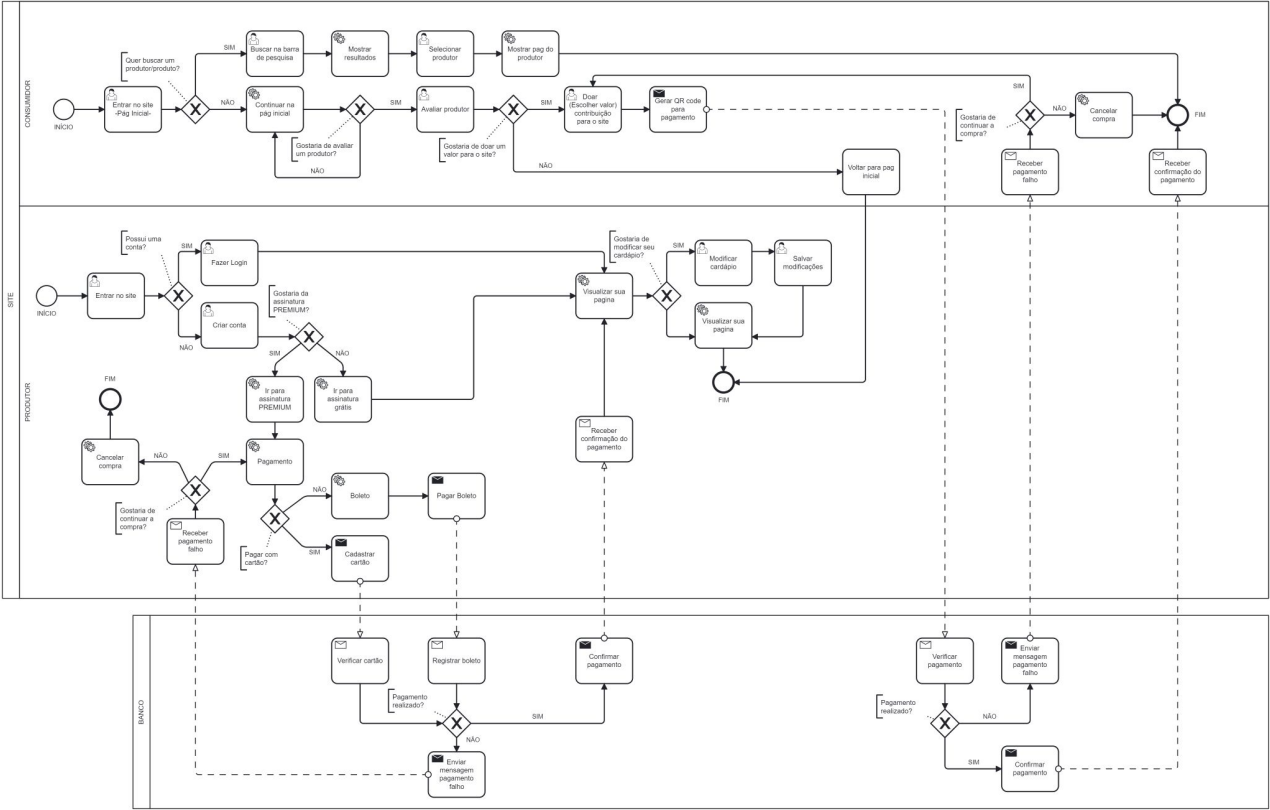 SITE
CONSUMIDOR
INÍCIO
Entrar no site
-Pág Inicial-
Quer buscar um
produtor/produto?
SIM
NÃO
Buscar na barra
de pesquisa
Mostrar
resultados
Selecionar
produtor
Mostrar pag do
produtor
Continuar na
pág inicial
Gostaria de avaliar
um produtor?
SIM
NÃO
Avaliar produtor
Gostaria de doar um
valor para o site?
SIM
NÃO
Doar
(Escolher valor)
contribuição
para o site
Gerar QR code
para
pagamento
Voltar para pag
inicial
Gostaria de
continuar a
compra?
SIM
NÃO
Cancelar
compra
FIM
Receber
pagamento
falho
Receber
confirmação do
pagamento
PRODUTOR
INÍCIO
Entrar no site
Possui uma
conta?
SIM
NÃO
Fazer Login
Criar conta
Gostaria da
assinatura
PREMIUM?
SIM
NÃO
Ir para
assinatura
PREMIUM
Ir para
assinatura
grátis
Visualizar sua
pagina
Gostaria de
modificar seu
cardápio?
SIM
NÃO
Modificar
cardápio
Salvar
modificações
Visualizar sua
pagina
FIM
FIM
Cancelar
compra
NÃO
SIM
Gostaria de
continuar a
compra?
Receber
pagamento
falho
Pagamento
Pagar com
cartão?
NÃO
SIM
Boleto
Pagar Boleto
Cadastrar
cartão
Receber
confirmação do
pagamento
BANCO
Verificar cartão
Registrar boleto
Pagamento
realizado?
SIM
NÃO
Confirmar
pagamento
Enviar
mensagem
pagamento
falho
Verificar
pagamento
Pagamento
realizado?
NÃO
SIM
Enviar
mensagem
pagamento
falho
Confirmar
pagamento